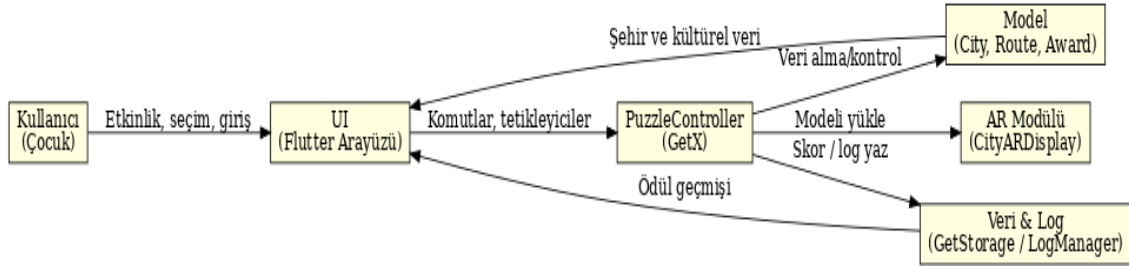 Kullanıcı
(Çocuk)
Etkinlik, seçim, giriş
UI
(Flutter Arayüzü)
Komutlar, tetikleyiciler
PuzzleController
(GetX)
Şehir ve kültürel veri
Veri alma/kontrol
Model
(City, Route, Award)
Modeli yükle
AR Modülü
(CityARDisplay)
Skor / log yaz
Ödül geçmişi
Veri & Log
(GetStorage / LogManager)